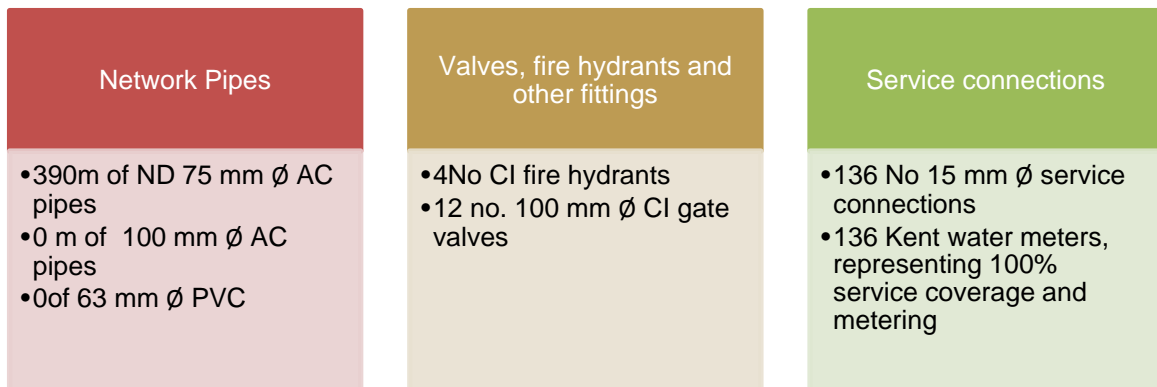 Network Pipes
•390m of ND 75 mm Ø AC
pipes
•0 m of 100 mm Ø AC
pipes
•0of 63 mm Ø PVC
Valves, fire hydrants and
other fittings
•4No CI fire hydrants
•12 no. 100 mm Ø CI gate
valves
Service connections
•136 No 15 mm Ø service
connections
•136 Kent water meters,
representing 100%
service coverage and
metering